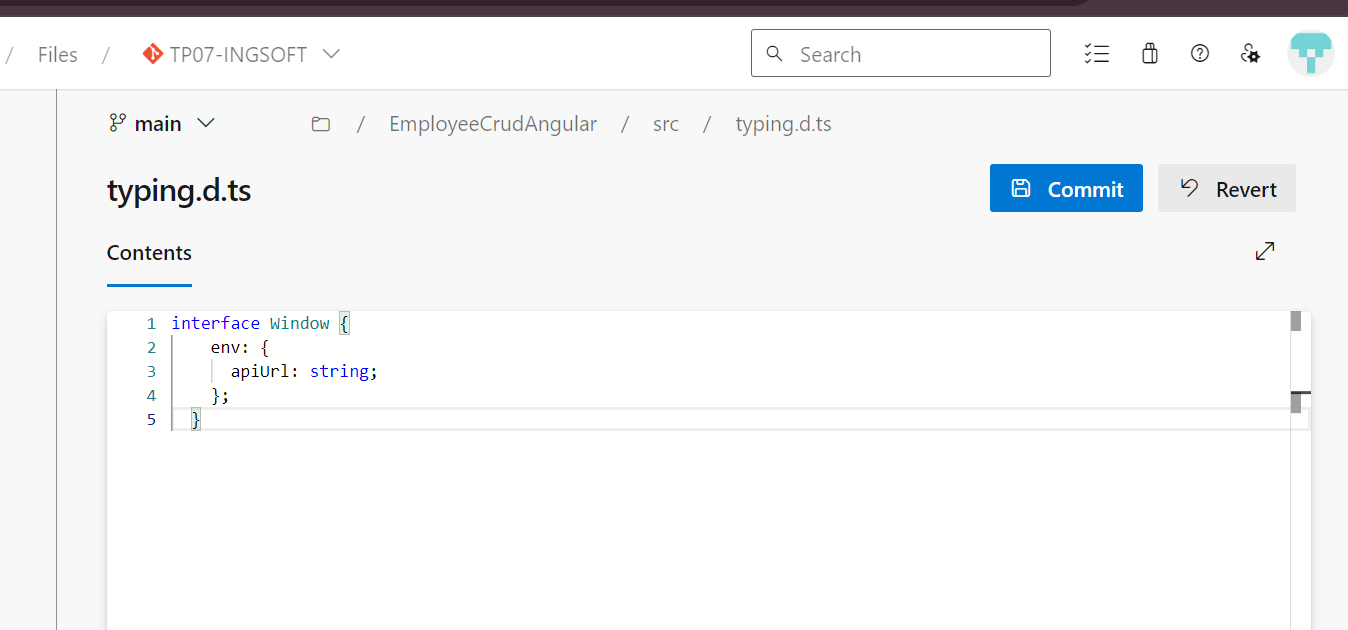 / Files / TP07-INGSOFT Search
main / EmployeeCrudAngular / src / typing.d.ts
typing.d.ts
Commit Revert
Contents
1 interface Window {
2 env: {
3 apiUrl: string;
4 };
5 }